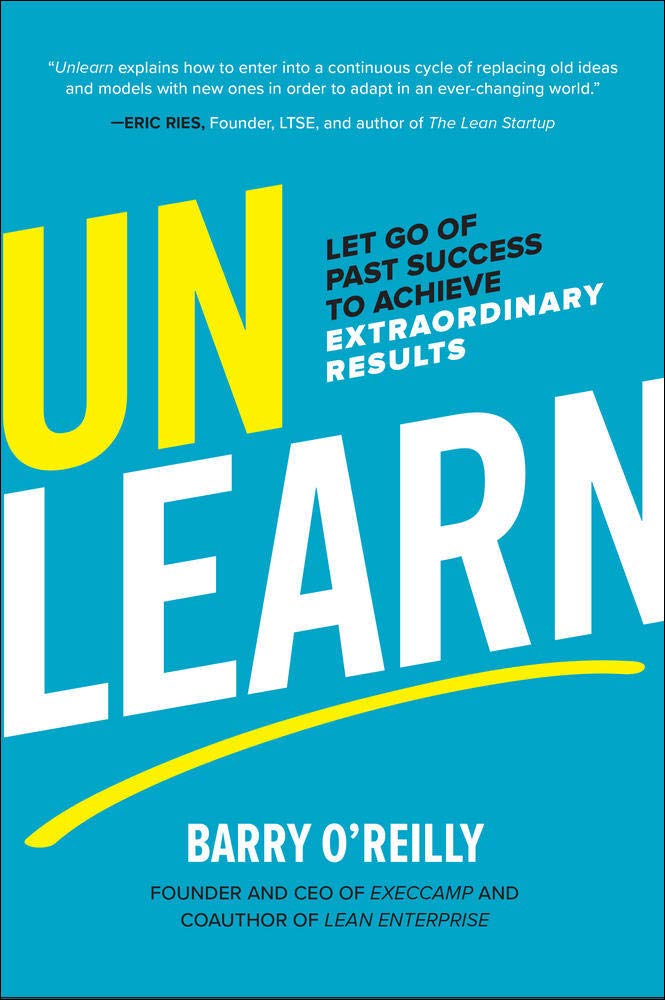 “Unlearn explains how to enter into a continuous cycle of replacing old ideas
and models with new ones in order to adapt in an ever-changing world.”
—ERIC RIES, Founder, LTSE, and author of The Lean Startup
UN
LET GO OF
PAST SUCCESS
TO ACHIEVE
EXTRAORDINARY
RESULTS
LEARN
BARRY O’REILLY
FOUNDER AND CEO OF EXECCAMP AND
COAUTHOR OF LEAN ENTERPRISE